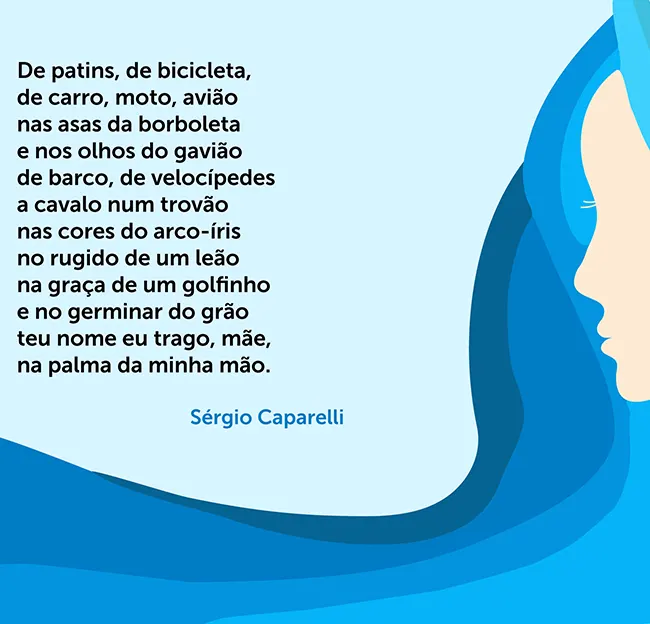 De patins, de bicicleta,
de carro, moto, avião
nas asas da borboleta
e nos olhos do gavião
de barco, de velocípedes
a cavalo num trovão
nas cores do arco-íris
no rugido de um leão
na graça de um golfinho
e no germinar do grão
teu nome eu trago, mãe,
na palma da minha mão.
Sérgio Caparelli